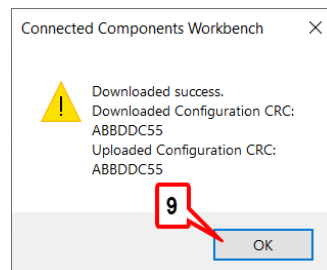 Connected Components Workbench
Downloaded success.
Downloaded Configuration CRC:
ABBDDC55
Uploaded Configuration CRC:
ABBDDC55
9
OK